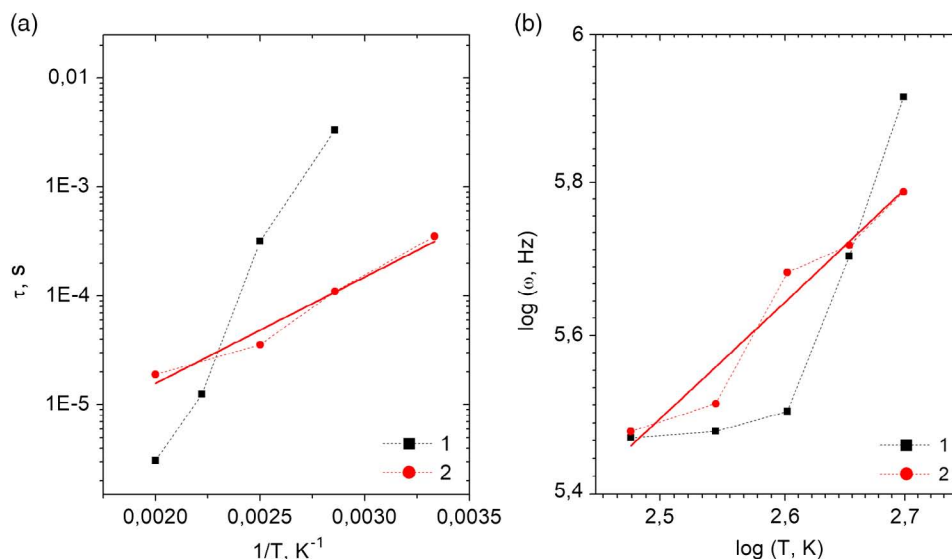 (a)
0,01
1E-3
1E-4
1E-5
τ, s
0,0020 0,0025 0,0030 0,0035
1/T, K⁻¹
1
2
(b)
6
5,8
5,6
5,4
log (ω, Hz)
2,5 2,6 2,7
log (T, K)
1
2